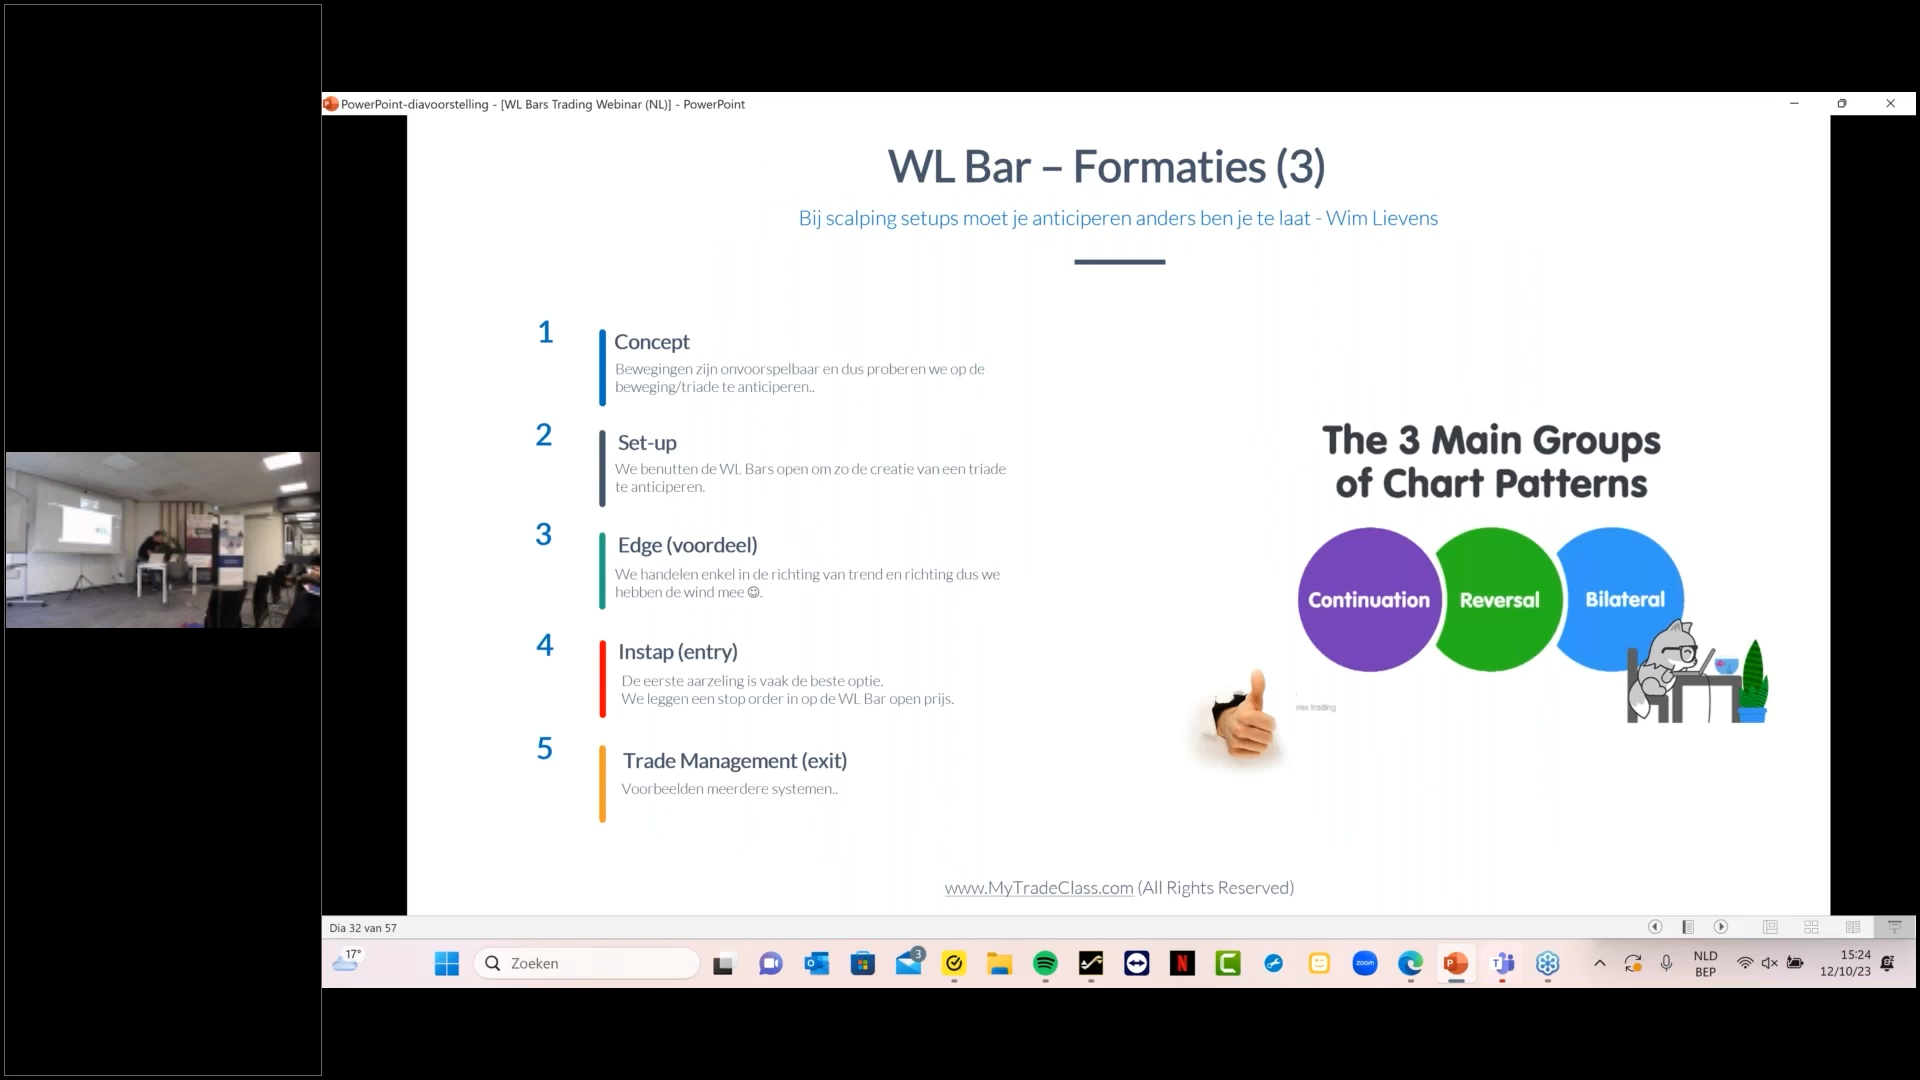 PowerPoint-diavoorstelling - [WL Bars Trading Webinar (NL)] - PowerPoint
WL Bar – Formaties (3)
Bij scalping setups moet je anticiperen anders ben je te laat - Wim Lievens
1
Concept
Bewegingen zijn onvoorspelbaar en dus proberen we op de
beweging/triade te anticiperen..
2
Set-up
We benutten de WL Bars open om zo de creatie van een triade
te anticiperen.
3
Edge (voordeel)
We handelen enkel in de richting van trend en richting dus we
hebben de wind mee ☺.
4
Instap (entry)
De eerste aarzeling is vaak de beste optie.
We leggen een stop order in op de WL Bar open prijs.
5
Trade Management (exit)
Voorbeelden meerdere systemen..
The 3 Main Groups
of Chart Patterns
Continuation
Reversal
Bilateral
trading
www.MyTradeClass.com (All Rights Reserved)
Dia 32 van 57
17°
Zoeken
3
zoom
NLD
BEP
15:24
12/10/23